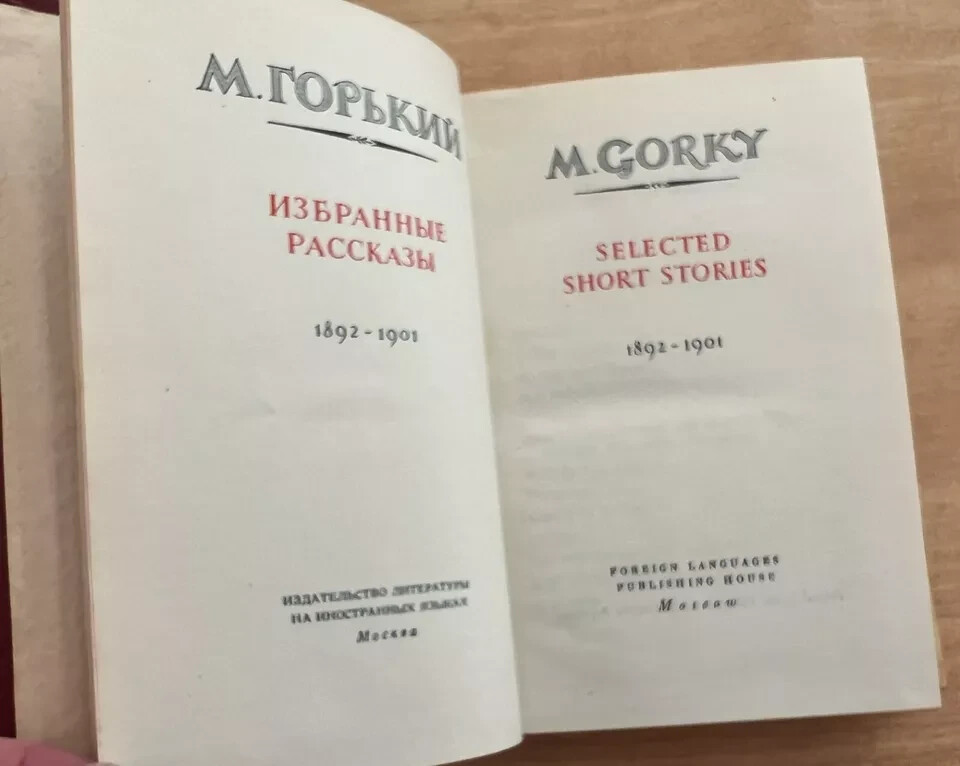 М.ГОРЬКИЙ
ИЗБРАННЫЕ
РАССКАЗЫ
1892-1901
ИЗДАТЕЛЬСТВО ЛИТЕРАТУРЫ
НА ИНОСТРАННЫХ ЯЗЫКАХ
Москва
M.GORKY
SELECTED
SHORT STORIES
1892-1901
FOREIGN LANGUAGES
PUBLISHING HOUSE
Moscow